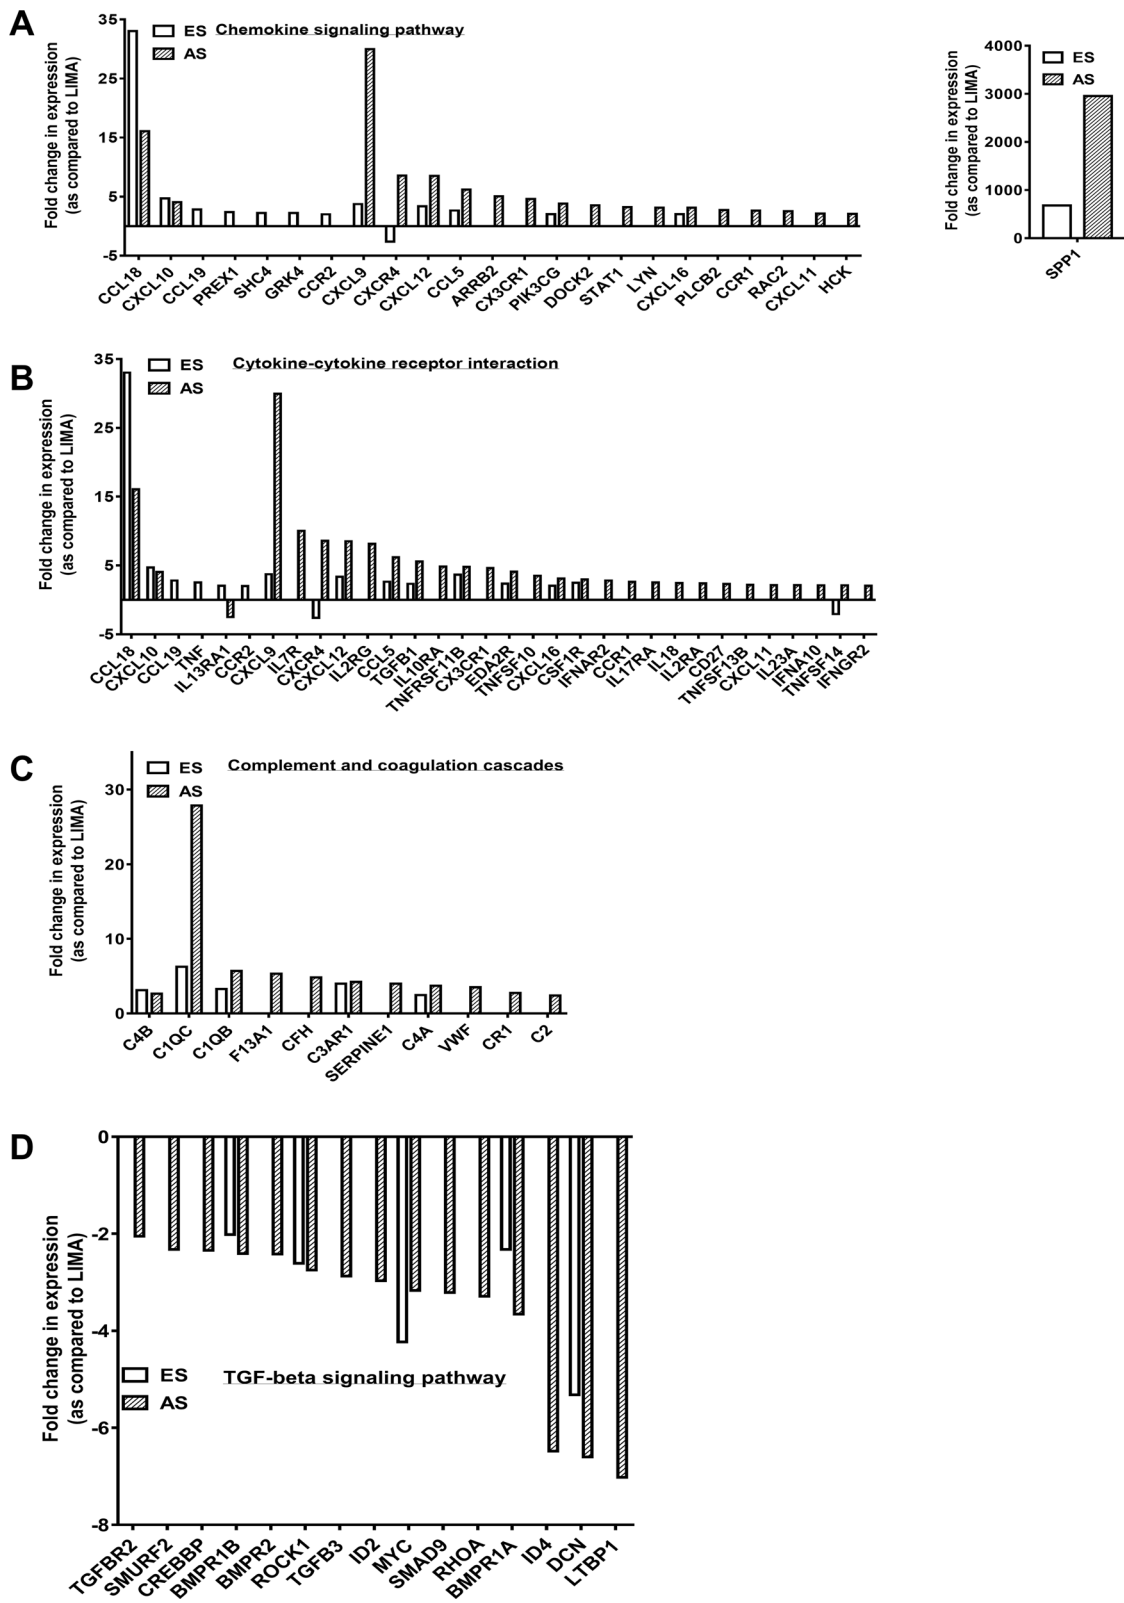 A
Chemokine signaling pathway
ES
AS
Fold change in expression
(as compared to LIMA)
35
25
15
5
-5
CCL18
CXCL10
CCL19
PREX1
SHC4
GRK4
CCR2
CXCL9
CXCR4
CXCL12
CCL5
ARRB2
CX3CR1
PIK3CG
DOCK2
STAT1
LYN
CXCL16
PLCB2
CCR1
RAC2
CXCL11
HCK
ES
AS
Fold change in expression
(as compared to LIMA)
4000
3000
2000
1000
0
SPP1
B
Cytokine-cytokine receptor interaction
ES
AS
Fold change in expression
(as compared to LIMA)
35
25
15
5
-5
CCL18
CXCL10
CCL19
TNF
IL13RA1
CCR2
CXCL9
IL7R
CXCR4
CXCL12
IL2RG
CCL5
TGFB1
IL10RA
TNFRSF11B
CX3CR1
EDA2R
TNFSF10
CXCL16
CSF1R
IFNAR2
CCR1
IL17RA
IL18
IL2RA
CD27
TNFSF13B
CXCL11
IL23A
IFNA10
TNFSF14
IFNGR2
C
Complement and coagulation cascades
ES
AS
Fold change in expression
(as compared to LIMA)
30
20
10
0
C4B
C1QC
C1QB
F13A1
CFH
C3AR1
SERPINE1
C4A
VWF
CR1
C2
D
TGF-beta signaling pathway
ES
AS
Fold change in expression
(as compared to LIMA)
0
-2
-4
-6
-8
TGFBR2
SMURF2
CREBBP
BMPR1B
BMPR2
ROCK1
TGFB3
ID2
MYC
SMAD9
RHOA
BMPR1A
ID4
DCN
LTBP1